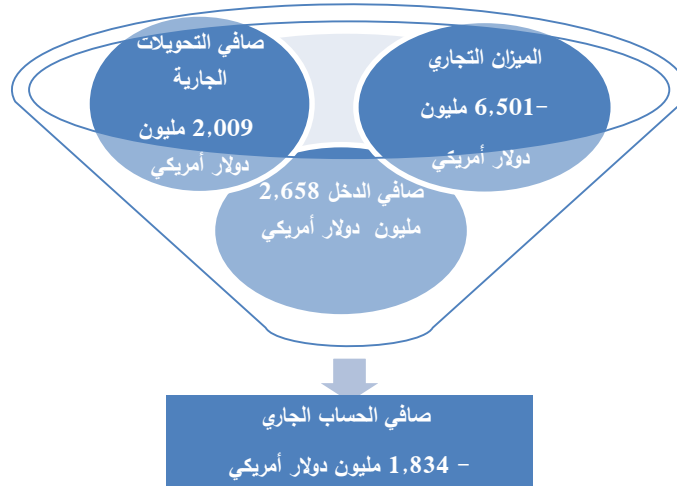 صافي التحويلات
الجارية
2,009 مليون
دولار أمريكي
الميزان التجاري
-6,501 مليون
دولار أمريكي
صافي الدخل 2,658
مليون دولار أمريكي
صافي الحساب الجاري
- 1,834 مليون دولار أمريكي